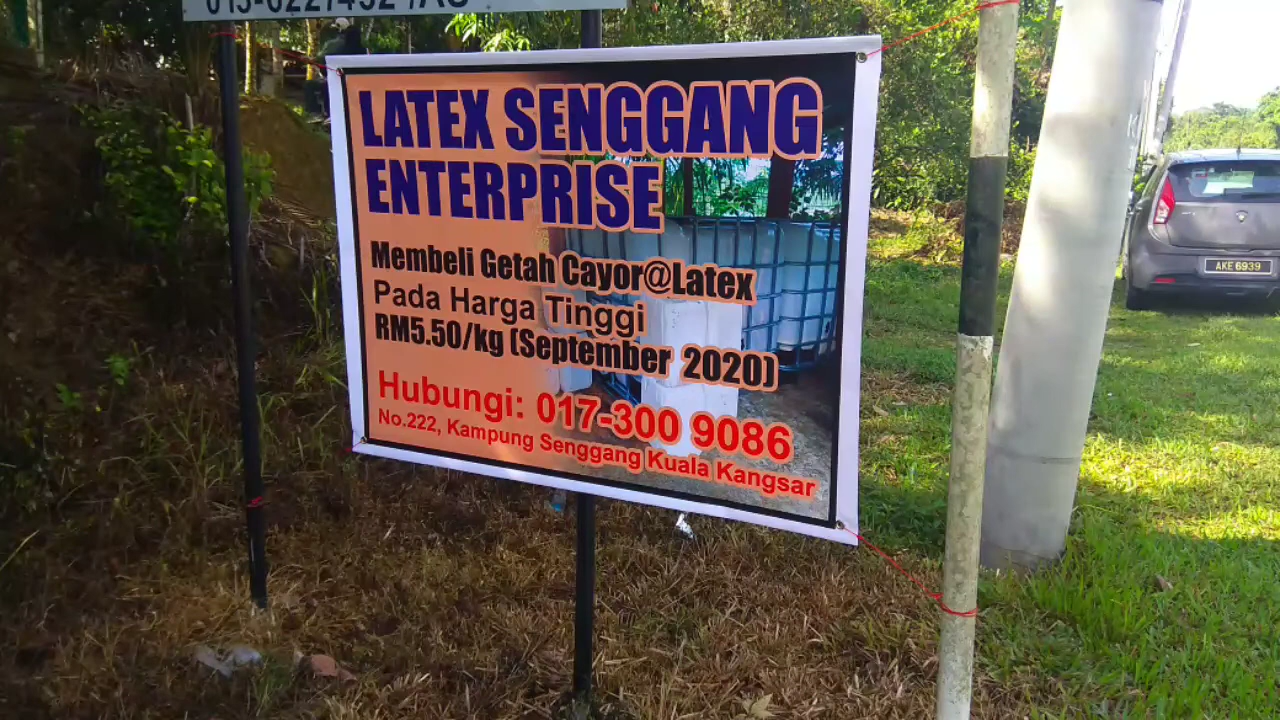 LATEX SENGGANG
ENTERPRISE
Membeli Getah Cayor@Latex
Pada Harga Tinggi
RM5.50/kg (September 2020)
Hubungi: 017-300 9086
No.222, Kampung Senggang Kuala Kangsar
AKE 6939